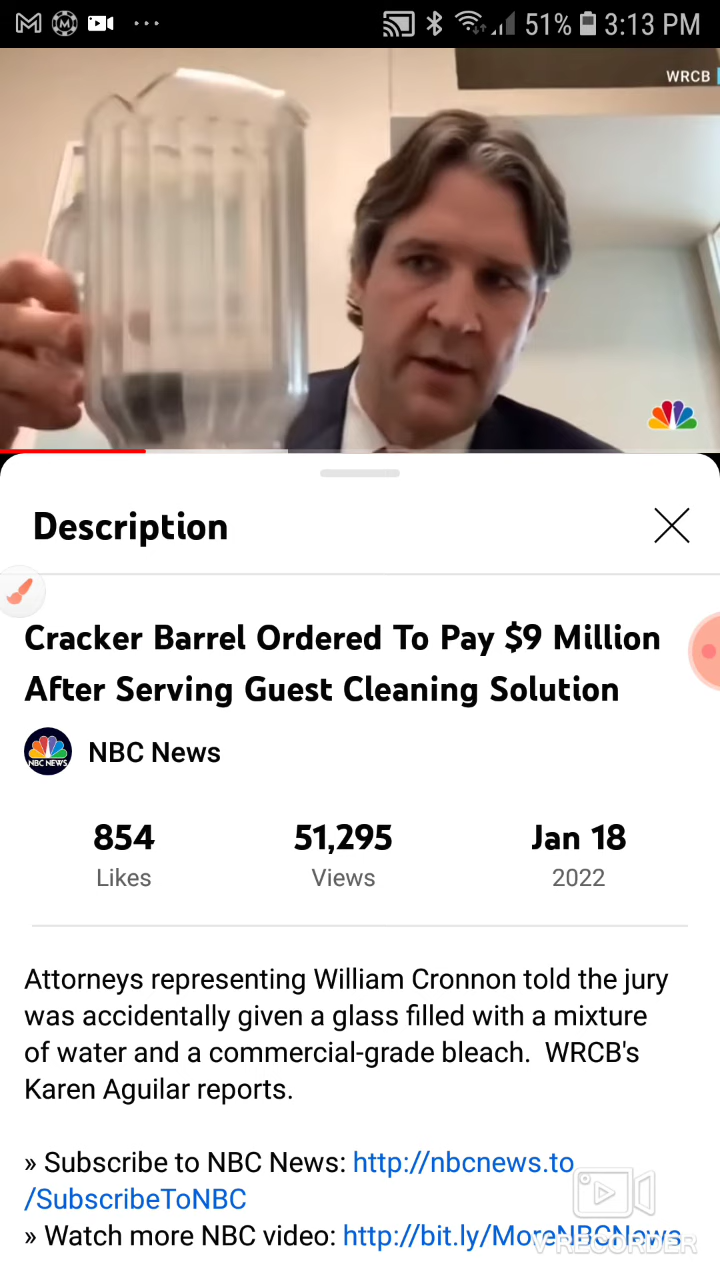 51% 3:13 PM
WRCB
Description
Cracker Barrel Ordered To Pay $9 Million
After Serving Guest Cleaning Solution
NBC NEWS
NBC News
854
51,295
Jan 18
Likes
Views
2022
Attorneys representing William Cronnon told the jury
was accidentally given a glass filled with a mixture
of water and a commercial-grade bleach.  WRCB's
Karen Aguilar reports.
» Subscribe to NBC News: http://nbcnews.to
/SubscribeToNBC
» Watch more NBC video: http://bit.ly/MoreNBCNews
V-RECORDER